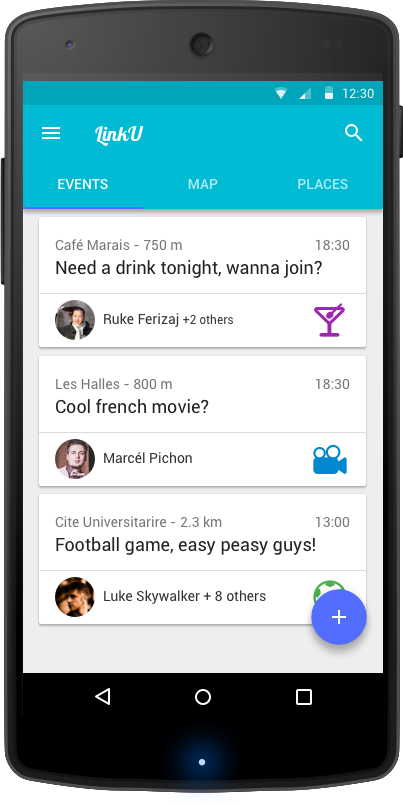 12:30
LinkU
EVENTS MAP PLACES
Café Marais - 750 m 18:30
Need a drink tonight, wanna join?
Ruke Ferizaj +2 others
Les Halles - 800 m 18:30
Cool french movie?
Marcél Pichon
Cite Universitarire - 2.3 km 13:00
Football game, easy peasy guys!
Luke Skywalker + 8 others